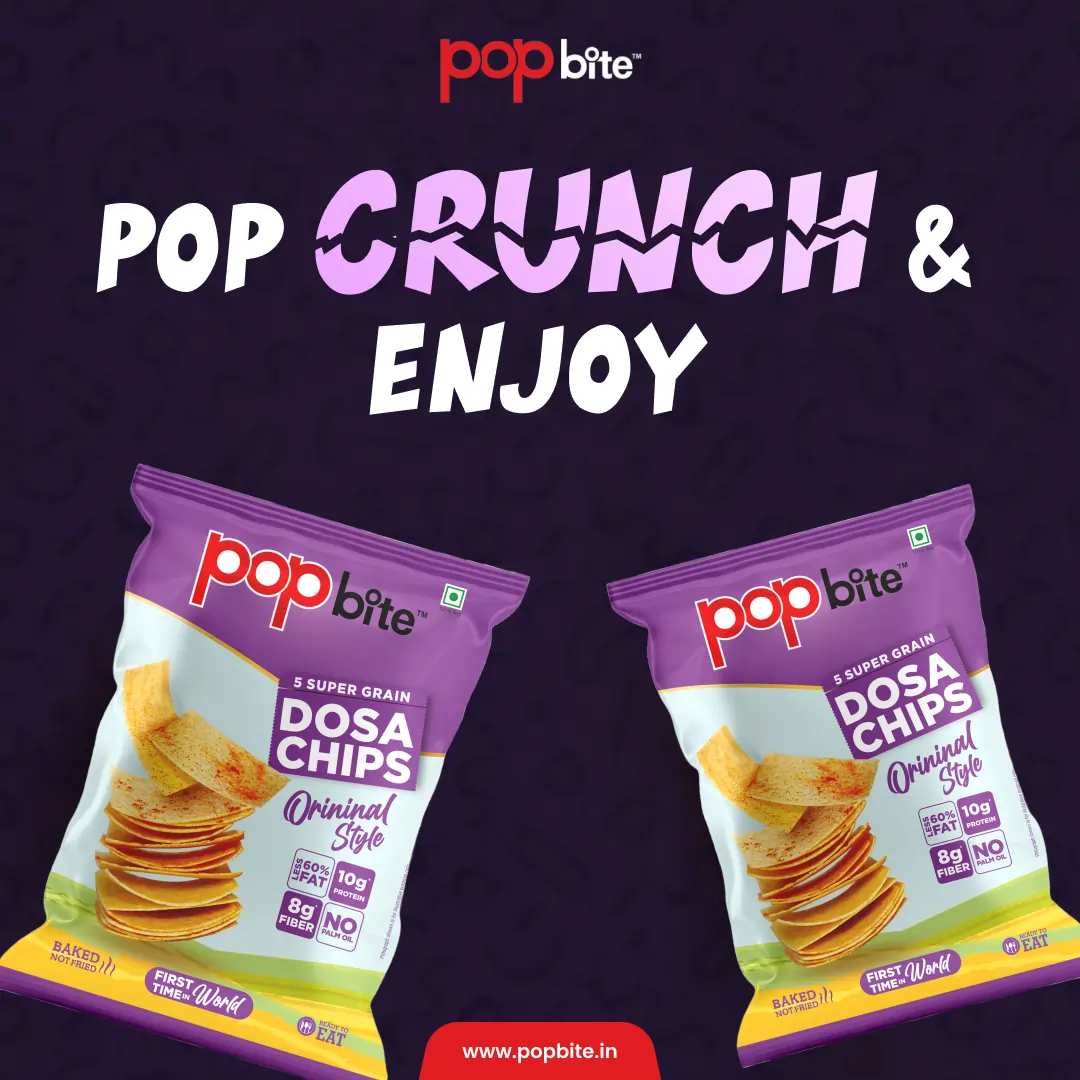 pop bite™
POP CRUNCH &
ENJOY
pop bite™
5 SUPER GRAIN
DOSA
CHIPS
Orininal
Style
LESS 60% FAT
10g* PROTEIN
8g* FIBER
NO PALM OIL
BAKED
NOT FRIED
FIRST
TIME IN World
READY TO
EAT
pop bite™
5 SUPER GRAIN
DOSA
CHIPS
Orininal
Style
LESS 60% FAT
10g* PROTEIN
8g* FIBER
NO PALM OIL
BAKED
NOT FRIED
FIRST
TIME IN World
READY TO
EAT
www.popbite.in